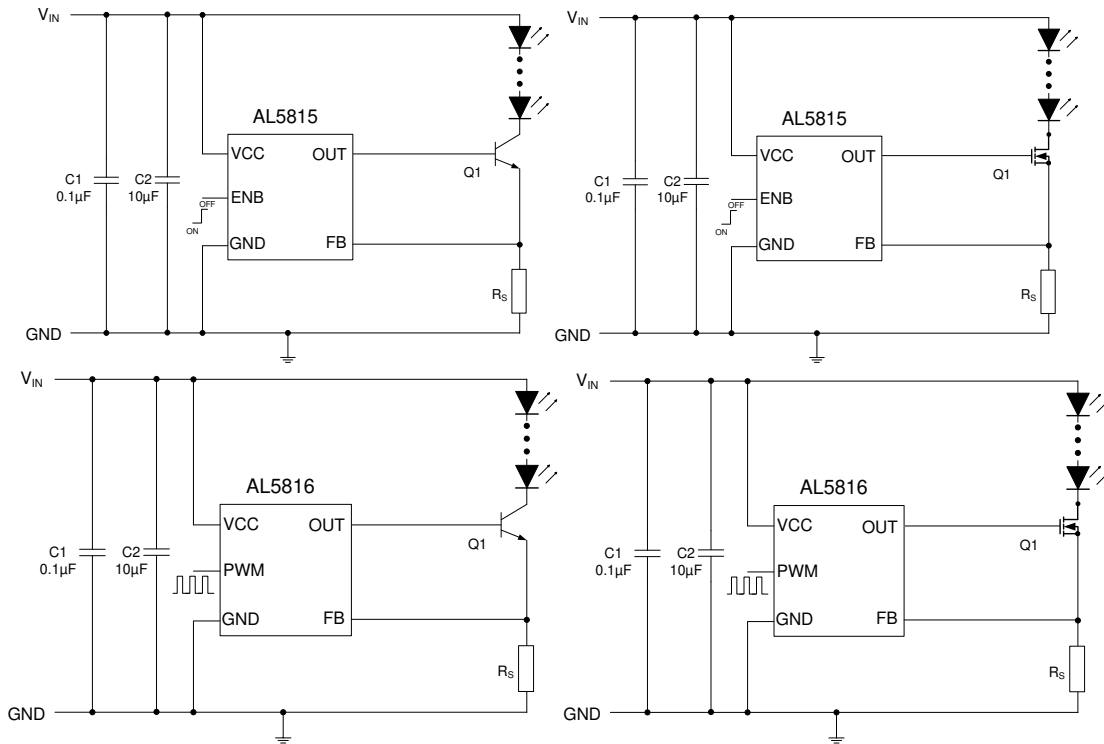 VIN
AL5815
VCC OUT
Q1
C1 C2
0.1µF 10µF
OFF ENB
ON
GND FB
RS
GND
VIN
AL5815
VCC OUT
Q1
C1 C2
0.1µF 10µF
OFF ENB
ON
GND FB
RS
GND
VIN
AL5816
VCC OUT
Q1
C1 C2
0.1µF 10µF
PWM
GND FB
RS
GND
VIN
AL5816
VCC OUT
Q1
C1 C2
0.1µF 10µF
PWM
GND FB
RS
GND